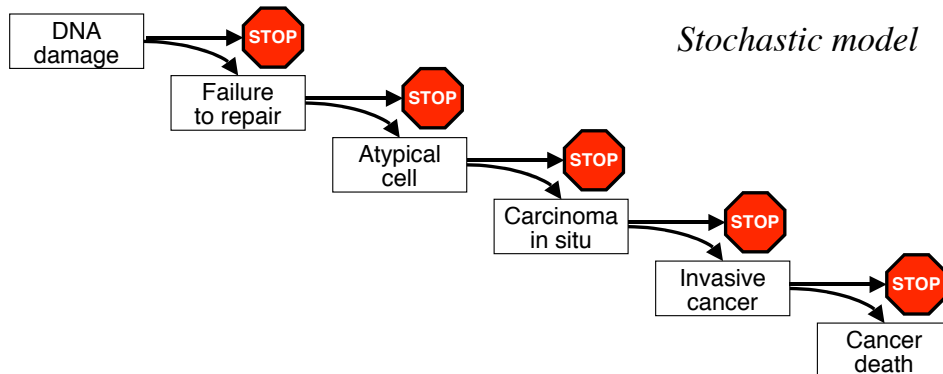 DNA
damage
STOP
Stochastic model
Failure
to repair
STOP
Atypical
cell
STOP
Carcinoma
in situ
STOP
Invasive
cancer
STOP
Cancer
death